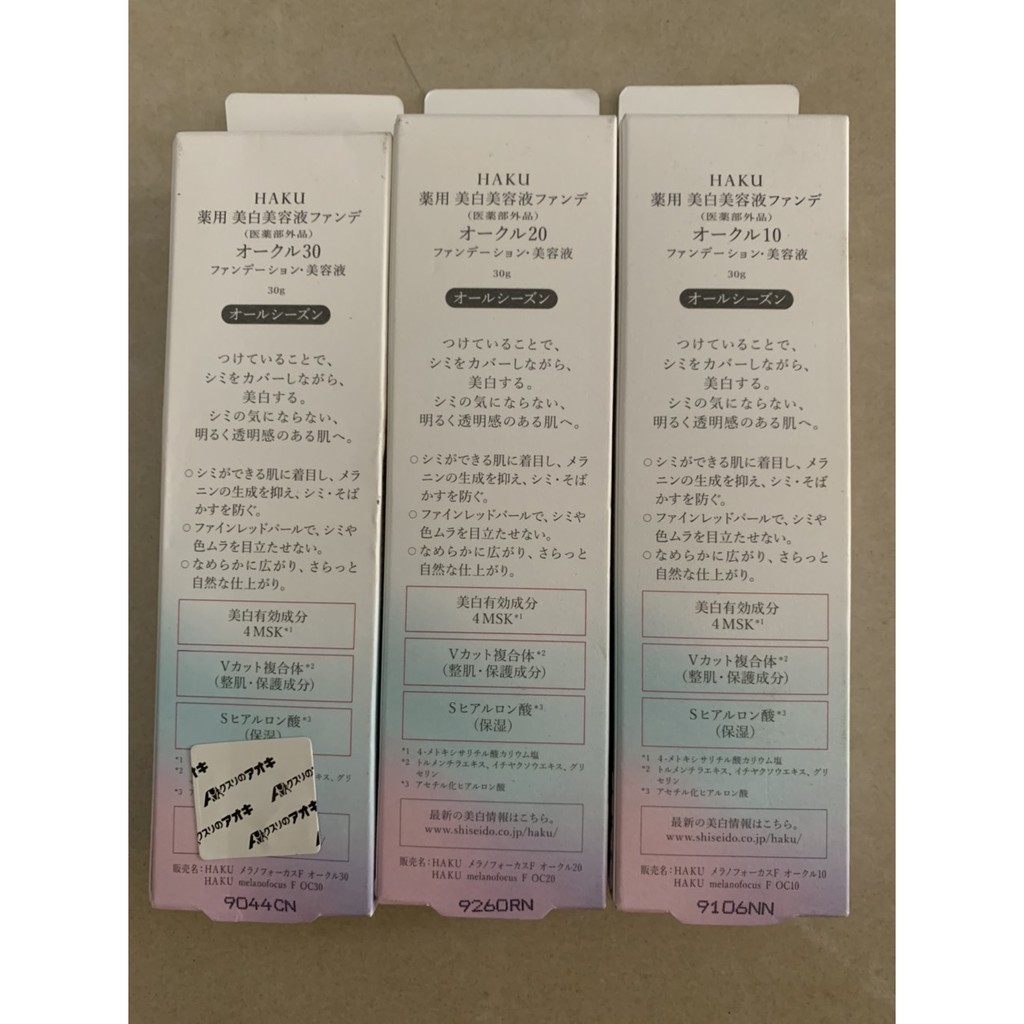 HAKU
薬用 美白美容液ファンデ
(医薬部外品)
オークル30
ファンデーション・美容液
30g
オールシーズン
つけていることで、
シミをカバーしながら、
美白する。
シミの気にならない、
明るく透明感のある肌へ。
○シミができる肌に着目し、メラ
ニンの生成を抑え、シミ・そば
かすを防ぐ。
○ファインレッドパールで、シミや
色ムラを目立たせない。
○なめらかに広がり、さらっと
自然な仕上がり。
美白有効成分
4MSK*1
Vカット複合体*2
(整肌・保護成分)
Sヒアルロン酸*3
(保湿)
*1
*2
*3
クスリのアオキ
クスリのアオキ
販売名:HAKU メラノフォーカスF オークル30
HAKU melanofocus F OC30
9044CN
HAKU
薬用 美白美容液ファンデ
(医薬部外品)
オークル20
ファンデーション・美容液
30g
オールシーズン
つけていることで、
シミをカバーしながら、
美白する。
シミの気にならない、
明るく透明感のある肌へ。
○シミができる肌に着目し、メラ
ニンの生成を抑え、シミ・そば
かすを防ぐ。
○ファインレッドパールで、シミや
色ムラを目立たせない。
○なめらかに広がり、さらっと
自然な仕上がり。
美白有効成分
4MSK*1
Vカット複合体*2
(整肌・保護成分)
Sヒアルロン酸*3
(保湿)
*1 4-メトキシサリチル酸カリウム塩
*2 トルメンチラエキス、イチヤクソウエキス、グリ
セリン
*3 アセチル化ヒアルロン酸
最新の美白情報はこちら。
www.shiseido.co.jp/haku/
販売名:HAKU メラノフォーカスF オークル20
HAKU melanofocus F OC20
9260RN
HAKU
薬用 美白美容液ファンデ
(医薬部外品)
オークル10
ファンデーション・美容液
30g
オールシーズン
つけていることで、
シミをカバーしながら、
美白する。
シミの気にならない、
明るく透明感のある肌へ。
○シミができる肌に着目し、メラ
ニンの生成を抑え、シミ・そば
かすを防ぐ。
○ファインレッドパールで、シミや
色ムラを目立たせない。
○なめらかに広がり、さらっと
自然な仕上がり。
美白有効成分
4MSK*1
Vカット複合体*2
(整肌・保護成分)
Sヒアルロン酸*3
(保湿)
*1 4-メトキシサリチル酸カリウム塩
*2 トルメンチラエキス、イチヤクソウエキス、グリ
セリン
*3 アセチル化ヒアルロン酸
最新の美白情報はこちら。
www.shiseido.co.jp/haku/
販売名:HAKU メラノフォーカスF オークル10
HAKU melanofocus F OC10
9106NN